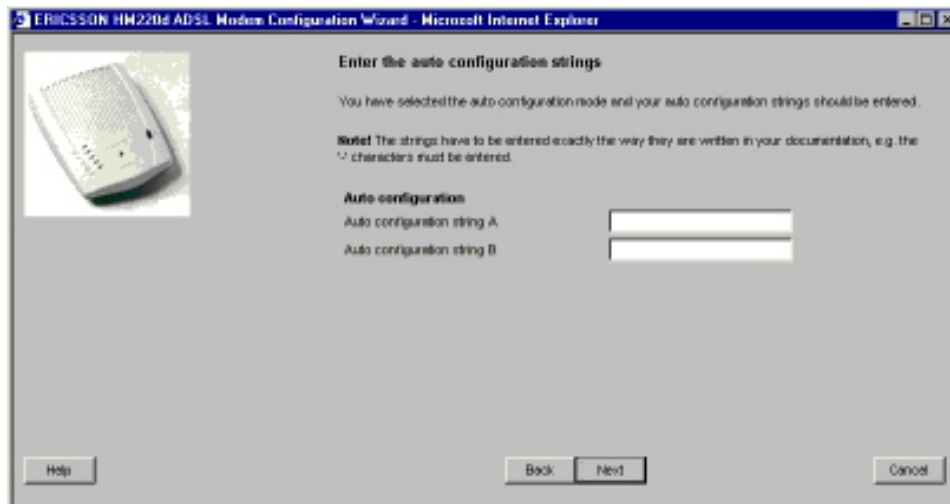 ERICSSON HM220d ADSL Modem Configuration Wizard - Microsoft Internet Explorer
Enter the auto configuration strings
You have selected the auto configuration mode and your auto configuration strings should be entered.
Note! The strings have to be entered exactly the way they are written in your documentation, e.g. the
'-' characters must be entered.
Auto configuration
Auto configuration string A
Auto configuration string B
Help
Back
Next
Cancel